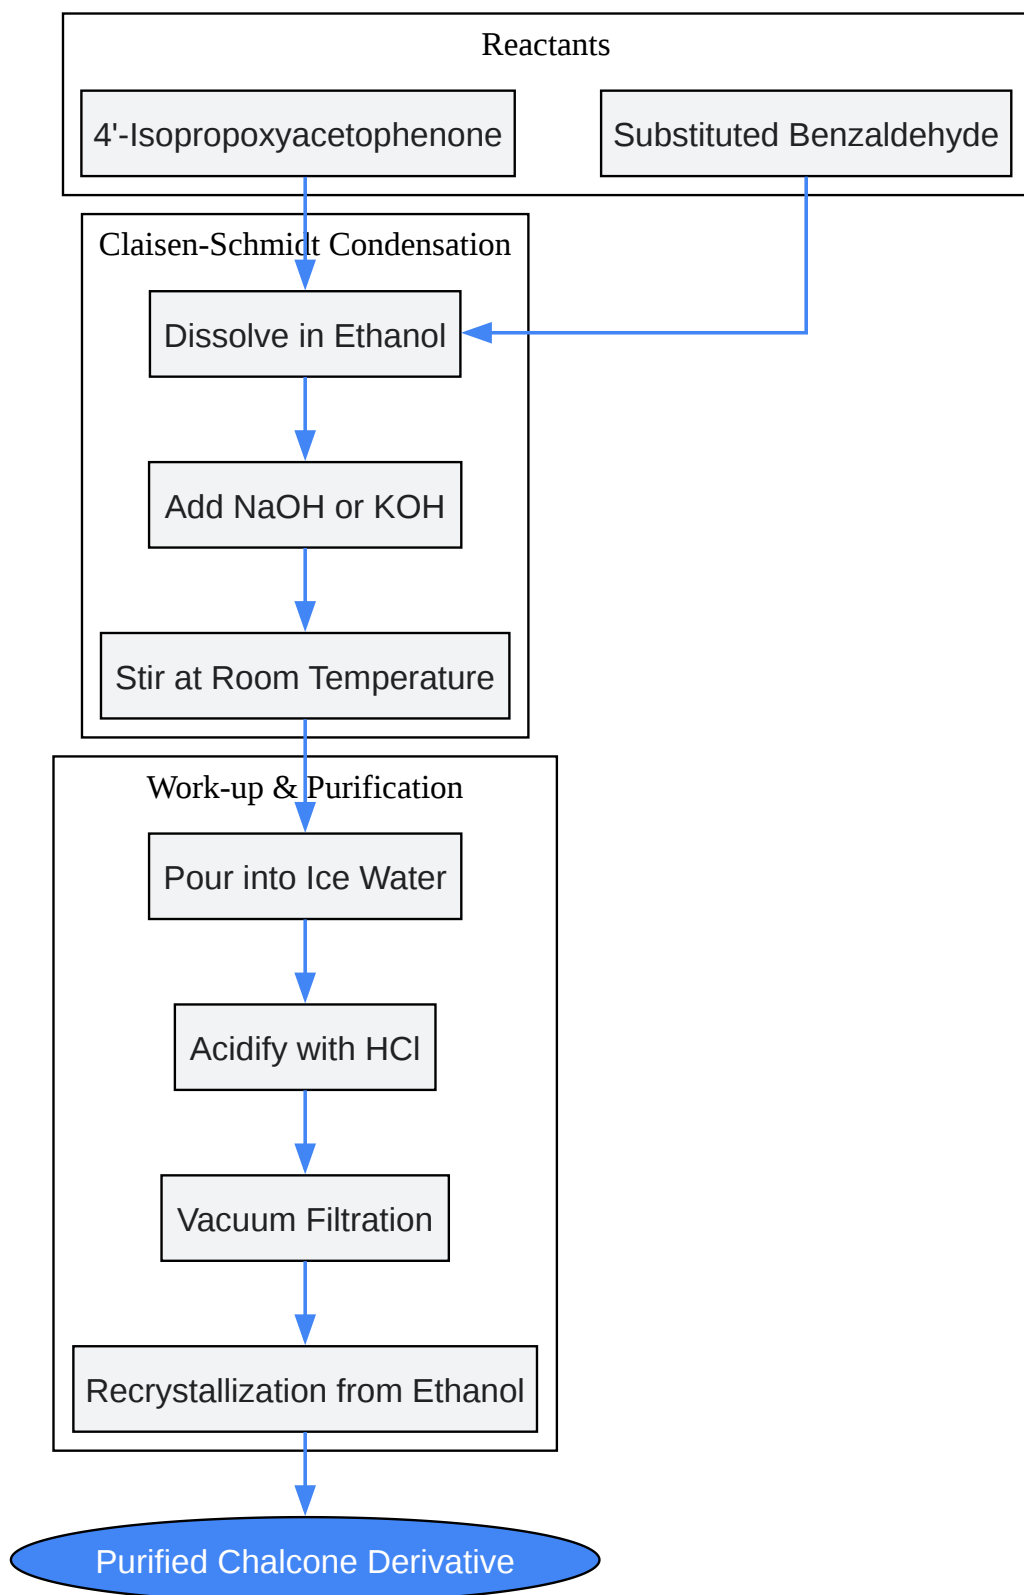 Reactants
4'-Isopropoxyacetophenone
Substituted Benzaldehyde
Claisen-Schmidt Condensation
Dissolve in Ethanol
Add NaOH or KOH
Stir at Room Temperature
Work-up & Purification
Pour into Ice Water
Acidify with HCl
Vacuum Filtration
Recrystallization from Ethanol
Purified Chalcone Derivative